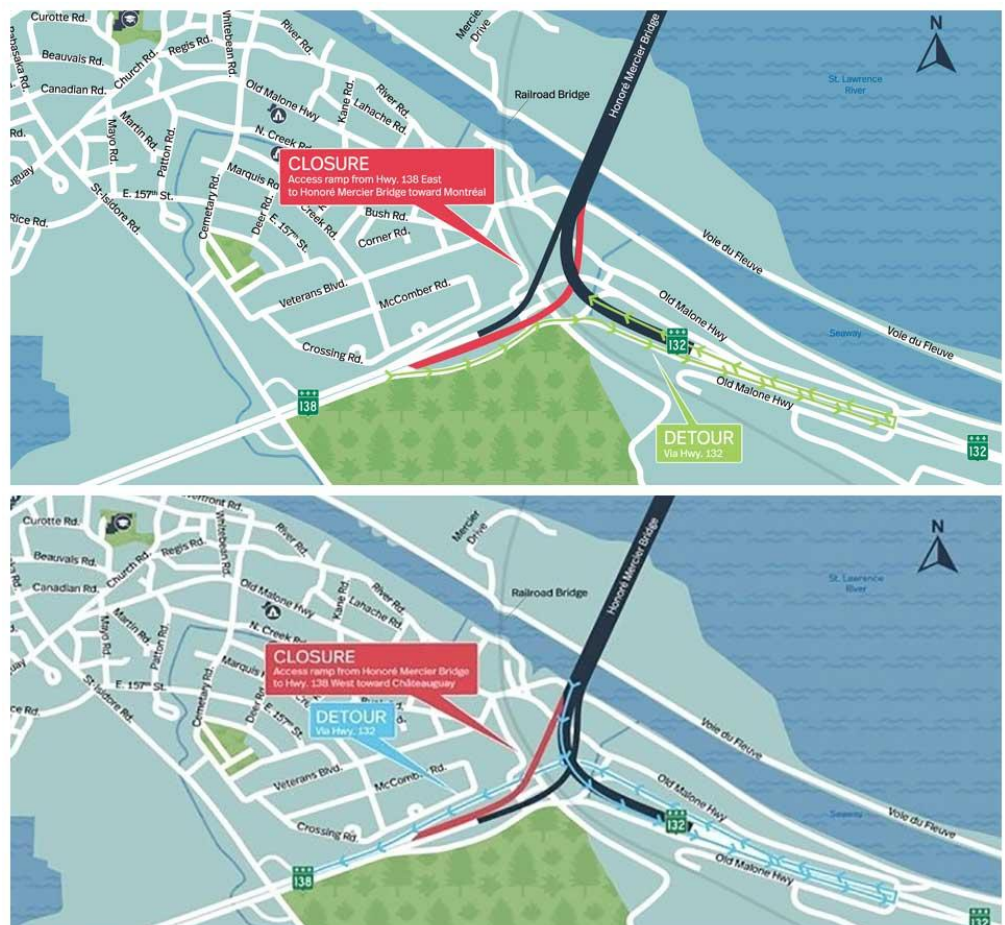 Curotte Rd.
Whitebean Rd.
River Rd.
Mercier
Drive
N
Beauvais Rd.
Church Rd.
Regis Rd.
Canadian Rd.
Old Malone Hwy
Kane Rd.
River Rd.
Lahache Rd.
Railroad Bridge
Honoré Mercier Bridge
St. Lawrence
River
Rd.
Mayo Rd.
Martin Rd.
Patton Rd.
N. Creek Rd.
CLOSURE
Access ramp from Hwy. 138 East
to Honoré Mercier Bridge toward Montréal
St-Isidore Rd.
E. 157th St.
Cemetary Rd.
Deer Rd.
E. 157th St.
Creek Rd.
Bush Rd.
Corner Rd.
Rice Rd.
Veterans Blvd.
McComber Rd.
Crossing Rd.
Voie du Fleuve
Old Malone Hwy
Seaway
Voie du Fleuve
132
Old Malone Hwy
138
DETOUR
Via Hwy. 132
132
Curotte Rd.
Whitebean Rd.
River Rd.
Mercier
Drive
N
Beauvais Rd.
Church Rd.
Regis Rd.
Canadian Rd.
Old Malone Hwy
Kane Rd.
River Rd.
Lahache Rd.
Railroad Bridge
Honoré Mercier Bridge
St. Lawrence
River
Mayo Rd.
Martin Rd.
Patton Rd.
N. Creek Rd.
CLOSURE
Access ramp from Honoré Mercier Bridge
to Hwy. 138 West toward Châteauguay
St-Isidore Rd.
E. 157th St.
Cemetary Rd.
Deer Rd.
E. 157th St.
DETOUR
Via Hwy. 132
Veterans Blvd.
McComber Rd.
Crossing Rd.
Voie du Fleuve
Old Malone Hwy
Seaway
Voie du Fleuve
132
Old Malone Hwy
138
132